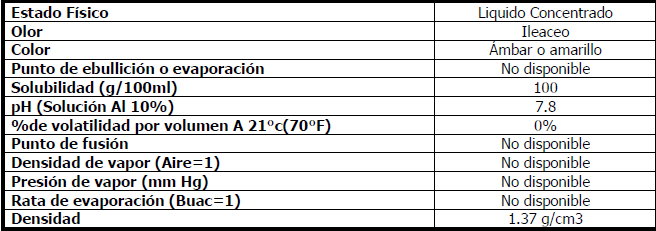 Estado Físico Liquido Concentrado
Olor Ileaceo
Color Ámbar o amarillo
Punto de ebullición o evaporación No disponible
Solubilidad (g/100ml) 100
pH (Solución Al 10%) 7.8
%de volatilidad por volumen A 21ºc(70ºF) 0%
Punto de fusión No disponible
Densidad de vapor (Aire=1) No disponible
Presión de vapor (mm Hg) No disponible
Rata de evaporación (Buac=1) No disponible
Densidad 1.37 g/cm3